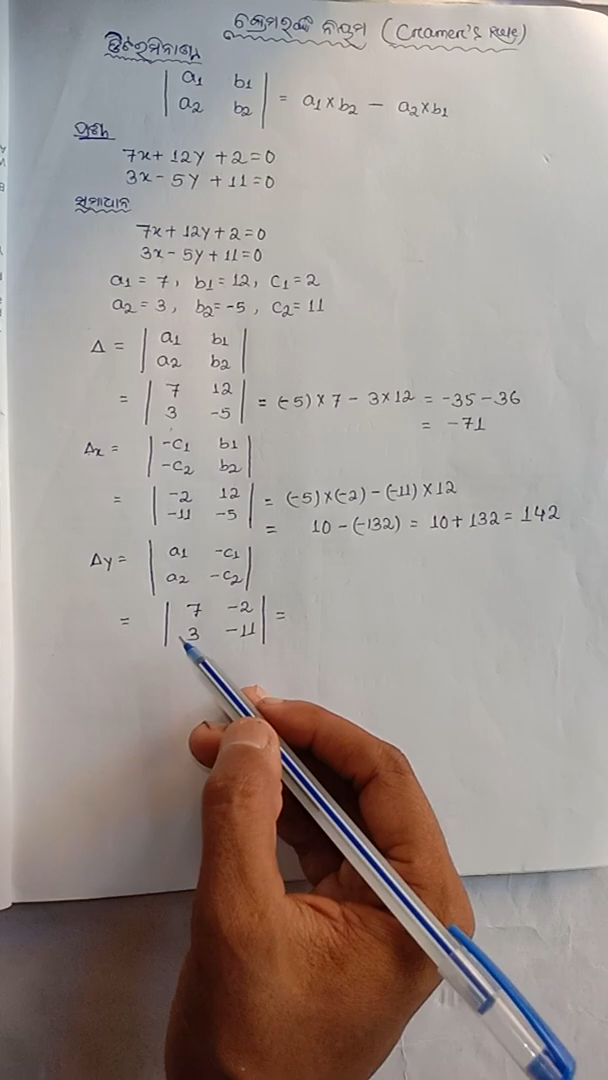 କ୍ରେମରଙ୍କ ନିୟମ (Creamer's Rule)
ଡିଟରମିନାଣ୍ଟ
| a1 b1 |
| a2 b2 | = a1×b2 − a2×b1
ପ୍ରଶ୍ନ
7x + 12y + 2 = 0
3x − 5y + 11 = 0
ସମାଧାନ
7x + 12y + 2 = 0
3x − 5y + 11 = 0
a1 = 7, b1 = 12, c1 = 2
a2 = 3, b2 = −5, c2 = 11
Δ = | a1 b1 |
| a2 b2 |
= | 7 12 |
| 3 −5 | = (−5)×7 − 3×12 = −35 − 36
= −71
Δx = | −c1 b1 |
| −c2 b2 |
= | −2 12 |
| −11 −5 | = (−5)×(−2) − (−11)×12
= 10 − (−132) = 10 + 132 = 142
Δy = | a1 −c1 |
| a2 −c2 |
= | 7 −2 |
| 3 −11 | =